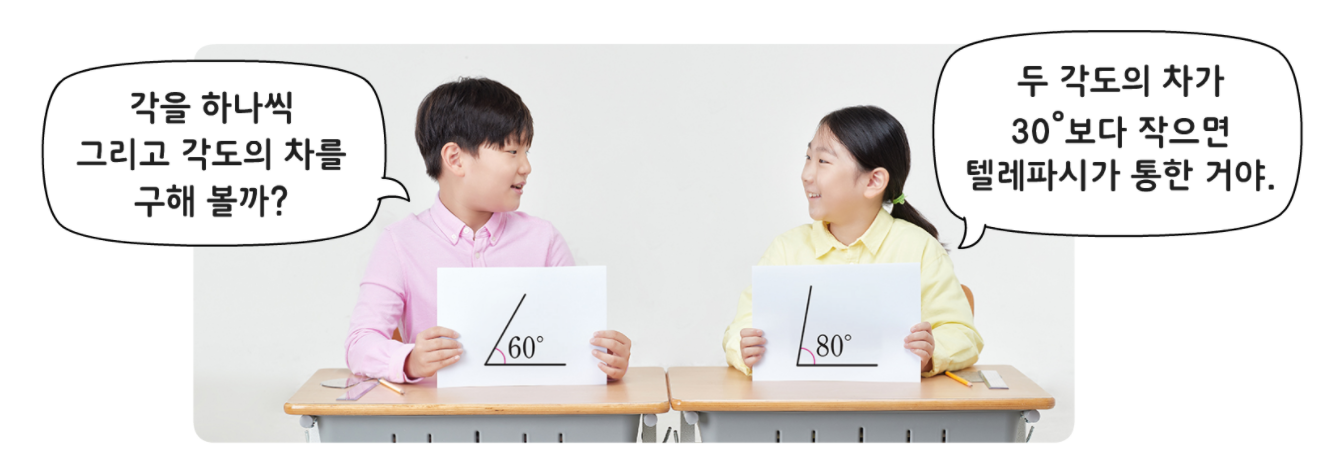 각을 하나씩
그리고 각도의 차를
구해 볼까?
두 각도의 차가
30°보다 작으면
텔레파시가 통한 거야.
60°
80°